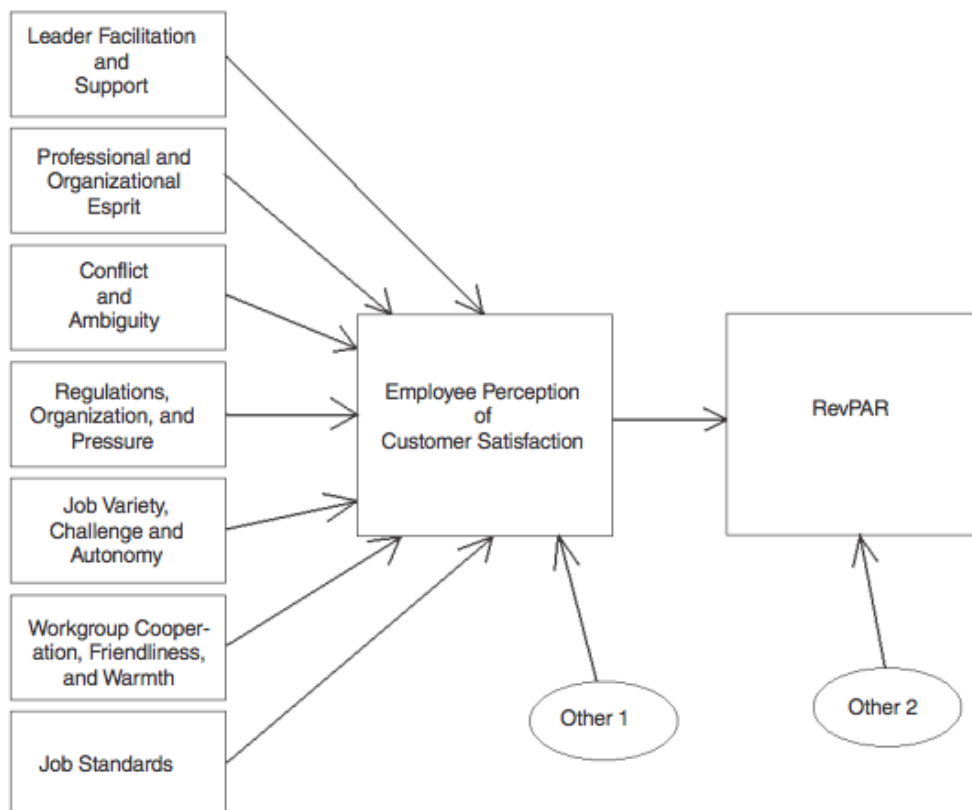 Leader Facilitation
and
Support
Professional and
Organizational
Esprit
Conflict
and
Ambiguity
Regulations,
Organization, and
Pressure
Job Variety,
Challenge and
Autonomy
Workgroup Cooper-
ation, Friendliness,
and Warmth
Job Standards
Employee Perception
of
Customer Satisfaction
RevPAR
Other 1
Other 2